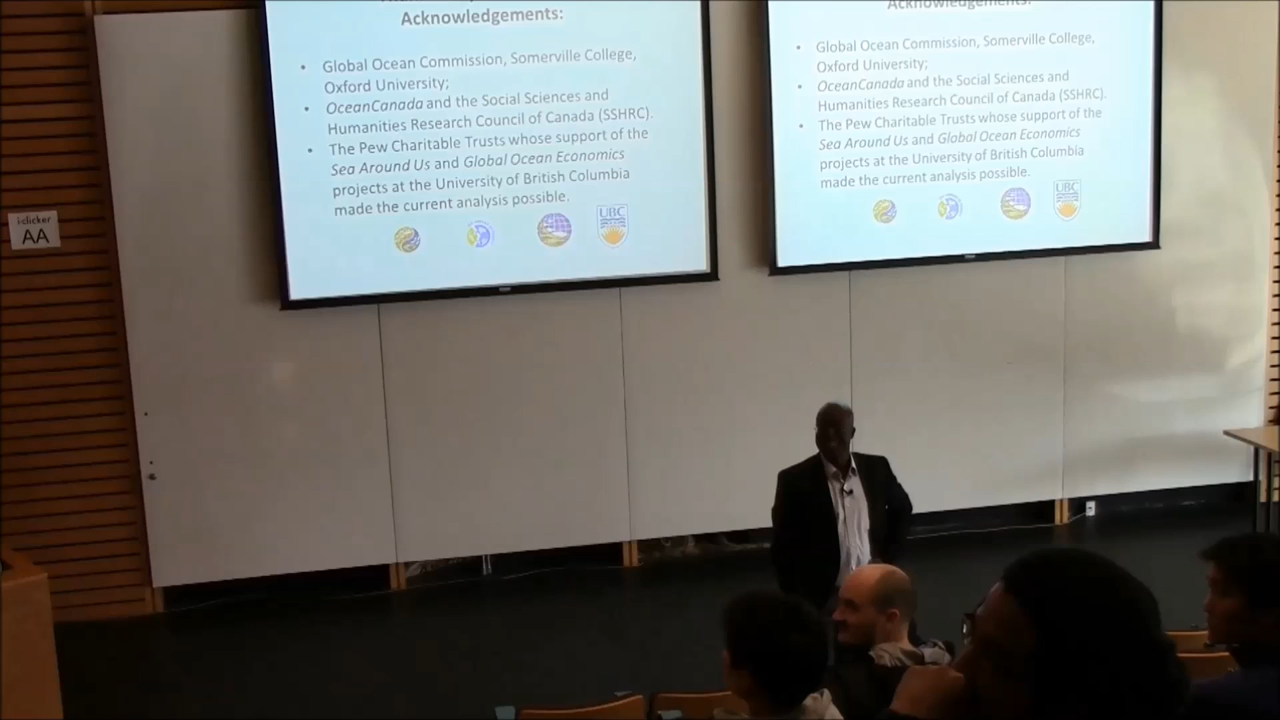 Acknowledgements:
• Global Ocean Commission, Somerville College,
Oxford University;
• OceanCanada and the Social Sciences and
Humanities Research Council of Canada (SSHRC).
• The Pew Charitable Trusts whose support of the
Sea Around Us and Global Ocean Economics
projects at the University of British Columbia
made the current analysis possible.
UBC
Acknowledgements:
• Global Ocean Commission, Somerville College,
Oxford University;
• OceanCanada and the Social Sciences and
Humanities Research Council of Canada (SSHRC).
• The Pew Charitable Trusts whose support of the
Sea Around Us and Global Ocean Economics
projects at the University of British Columbia
made the current analysis possible.
UBC
i-clicker
AA